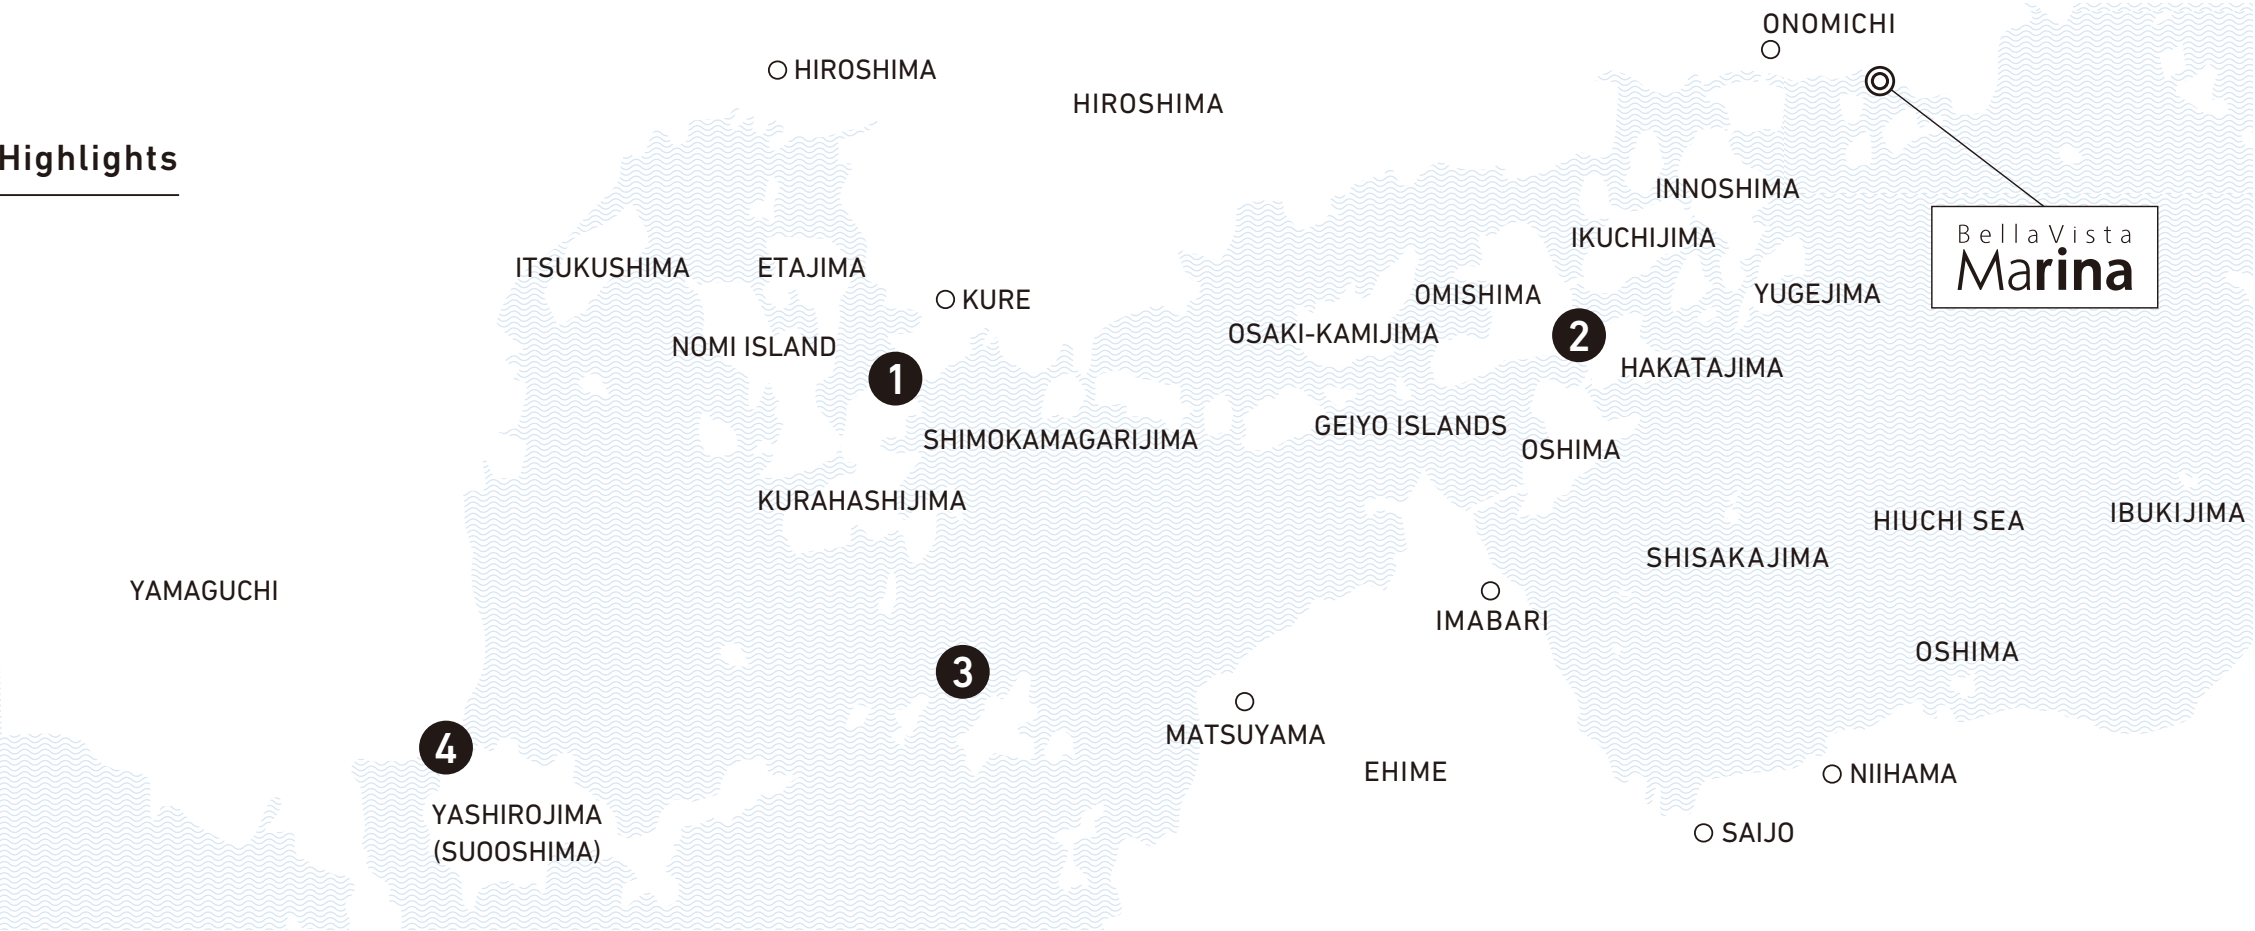 ONOMICHI
HIROSHIMA
HIROSHIMA
Highlights
INNOSHIMA
BellaVista
Marina
IKUCHIJIMA
ITSUKUSHIMA
ETAJIMA
KURE
OMISHIMA
YUGEJIMA
OSAKI-KAMIJIMA
2
NOMI ISLAND
HAKATAJIMA
1
GEIYO ISLANDS
SHIMOKAMAGARIJIMA
OSHIMA
KURAHASHIJIMA
HIUCHI SEA
IBUKIJIMA
SHISAKAJIMA
YAMAGUCHI
IMABARI
OSHIMA
3
MATSUYAMA
4
EHIME
NIIHAMA
YASHIROJIMA
(SUOOSHIMA)
SAIJO